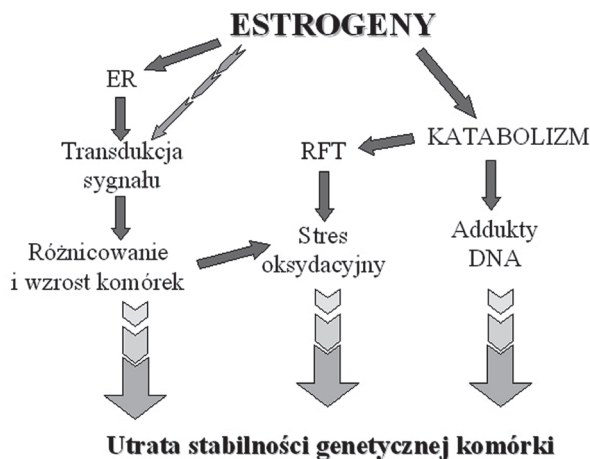 ESTROGENY
ER
Transdukcja
sygnału
Różnicowanie
i wzrost komórek
RFT
Stres
oksydacyjny
KATABOLIZM
Addukty
DNA
Utrata stabilności genetycznej komórki